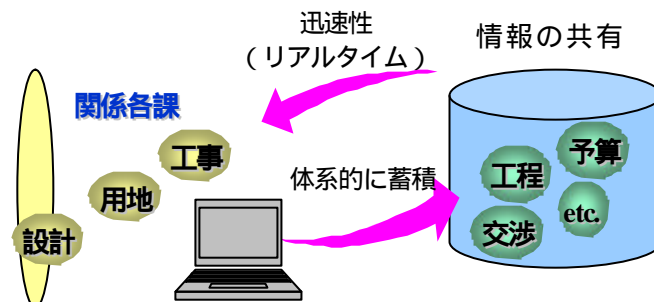 迅速性
（リアルタイム）
情報の共有
関係各課
工事
用地
設計
体系的に蓄積
予算
工程
etc.
交渉